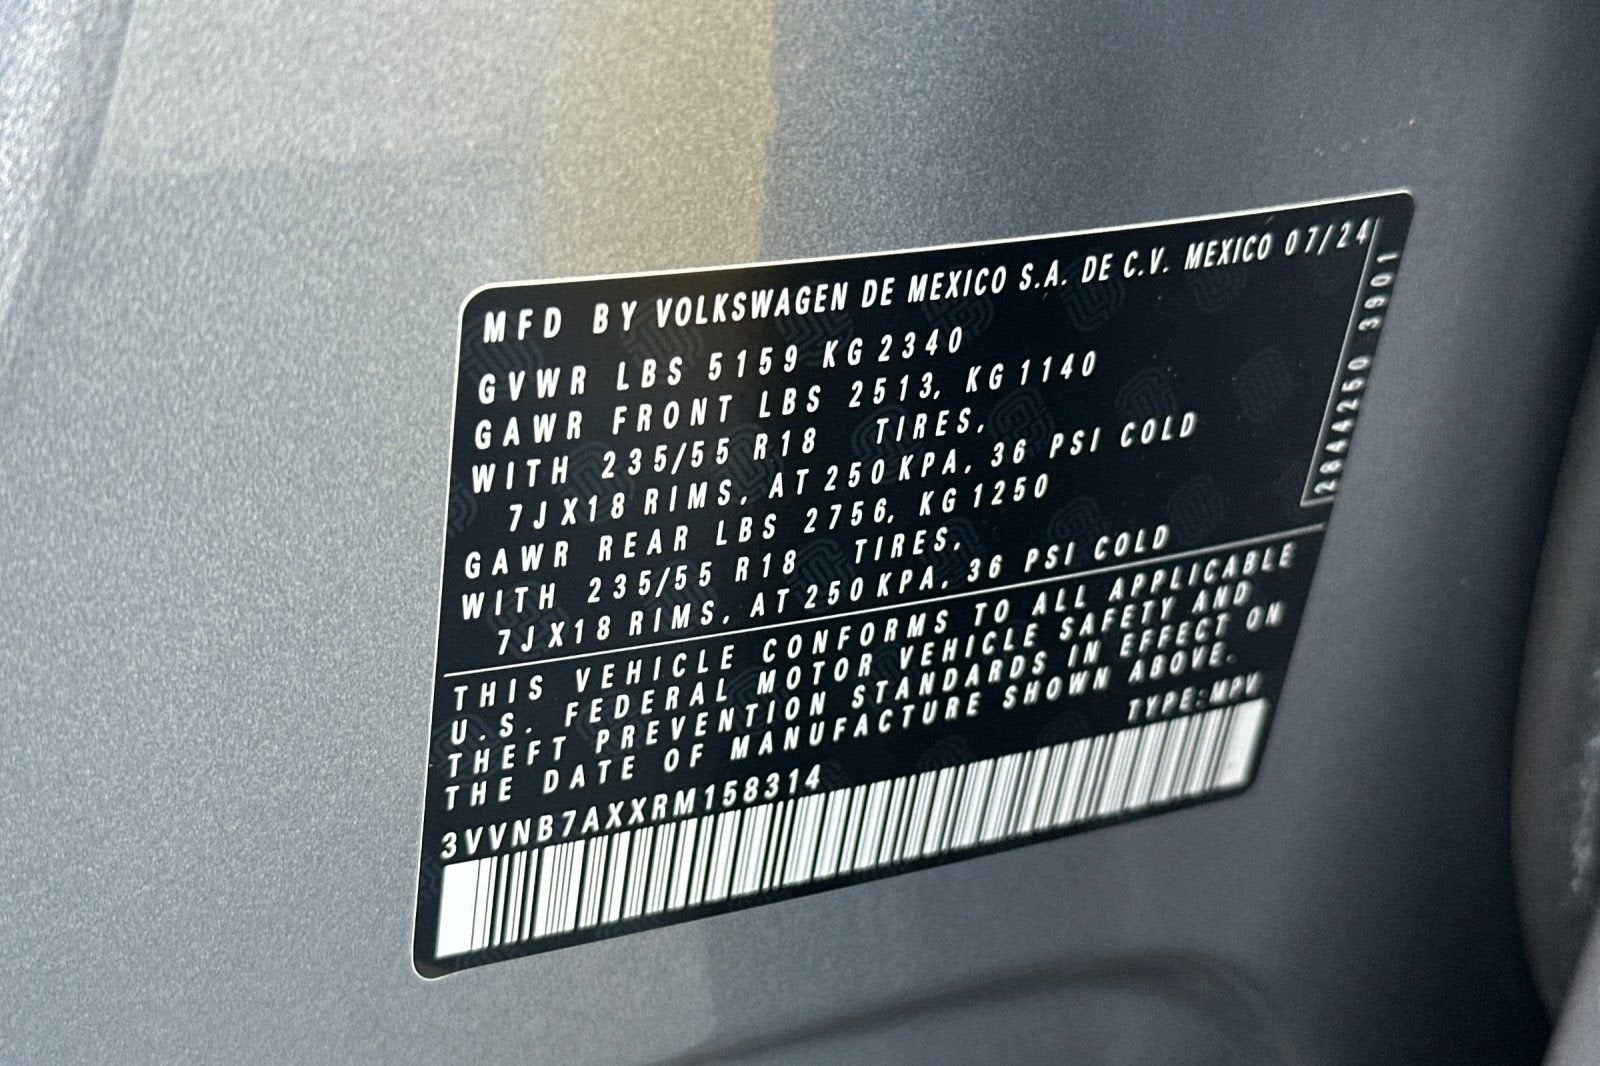 MFD BY VOLKSWAGEN DE MEXICO S.A. DE C.V. MEXICO 07/24
GVWR LBS 5159 KG 2340
GAWR FRONT LBS 2513, KG 1140
WITH 235/55 R18 TIRES,
7JX18 RIMS, AT 250 KPA, 36 PSI COLD
GAWR REAR LBS 2756, KG 1250
WITH 235/55 R18 TIRES,
7JX18 RIMS, AT 250 KPA, 36 PSI COLD
2844250 3901
THIS VEHICLE CONFORMS TO ALL APPLICABLE
U.S. FEDERAL MOTOR VEHICLE SAFETY AND
THEFT PREVENTION STANDARDS IN EFFECT ON
THE DATE OF MANUFACTURE SHOWN ABOVE.
TYPE: MPV
3VVNB7AXXRM158314